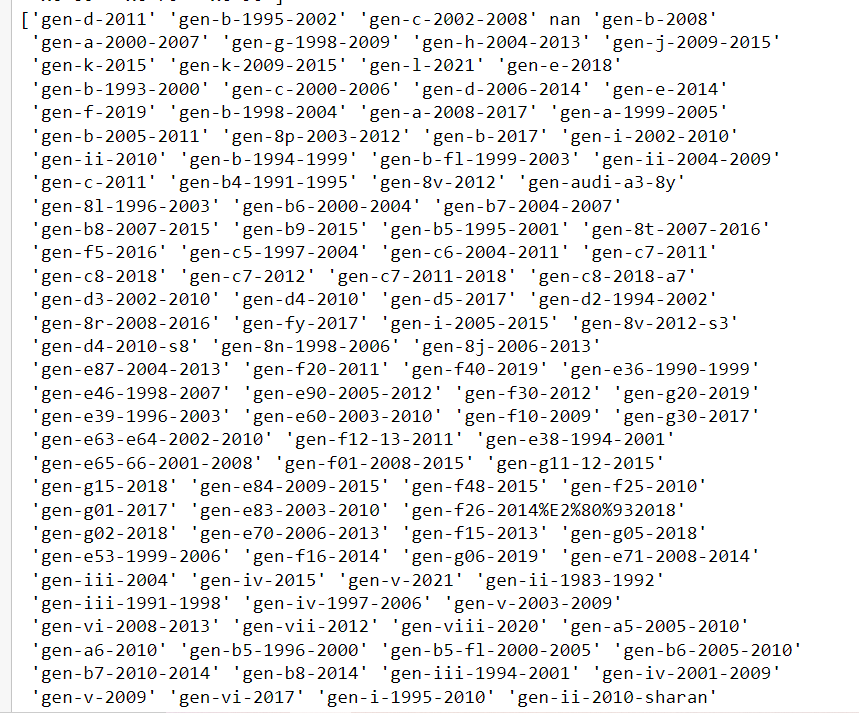 ['gen-d-2011' 'gen-b-1995-2002' 'gen-c-2002-2008' nan 'gen-b-2008'
'gen-a-2000-2007' 'gen-g-1998-2009' 'gen-h-2004-2013' 'gen-j-2009-2015'
'gen-k-2015' 'gen-k-2009-2015' 'gen-l-2021' 'gen-e-2018'
'gen-b-1993-2000' 'gen-c-2000-2006' 'gen-d-2006-2014' 'gen-e-2014'
'gen-f-2019' 'gen-b-1998-2004' 'gen-a-2008-2017' 'gen-a-1999-2005'
'gen-b-2005-2011' 'gen-8p-2003-2012' 'gen-b-2017' 'gen-i-2002-2010'
'gen-ii-2010' 'gen-b-1994-1999' 'gen-b-fl-1999-2003' 'gen-ii-2004-2009'
'gen-c-2011' 'gen-b4-1991-1995' 'gen-8v-2012' 'gen-audi-a3-8y'
'gen-8l-1996-2003' 'gen-b6-2000-2004' 'gen-b7-2004-2007'
'gen-b8-2007-2015' 'gen-b9-2015' 'gen-b5-1995-2001' 'gen-8t-2007-2016'
'gen-f5-2016' 'gen-c5-1997-2004' 'gen-c6-2004-2011' 'gen-c7-2011'
'gen-c8-2018' 'gen-c7-2012' 'gen-c7-2011-2018' 'gen-c8-2018-a7'
'gen-d3-2002-2010' 'gen-d4-2010' 'gen-d5-2017' 'gen-d2-1994-2002'
'gen-8r-2008-2016' 'gen-fy-2017' 'gen-i-2005-2015' 'gen-8v-2012-s3'
'gen-d4-2010-s8' 'gen-8n-1998-2006' 'gen-8j-2006-2013'
'gen-e87-2004-2013' 'gen-f20-2011' 'gen-f40-2019' 'gen-e36-1990-1999'
'gen-e46-1998-2007' 'gen-e90-2005-2012' 'gen-f30-2012' 'gen-g20-2019'
'gen-e39-1996-2003' 'gen-e60-2003-2010' 'gen-f10-2009' 'gen-g30-2017'
'gen-e63-e64-2002-2010' 'gen-f12-13-2011' 'gen-e38-1994-2001'
'gen-e65-66-2001-2008' 'gen-f01-2008-2015' 'gen-g11-12-2015'
'gen-g15-2018' 'gen-e84-2009-2015' 'gen-f48-2015' 'gen-f25-2010'
'gen-g01-2017' 'gen-e83-2003-2010' 'gen-f26-2014%E2%80%932018'
'gen-g02-2018' 'gen-e70-2006-2013' 'gen-f15-2013' 'gen-g05-2018'
'gen-e53-1999-2006' 'gen-f16-2014' 'gen-g06-2019' 'gen-e71-2008-2014'
'gen-iii-2004' 'gen-iv-2015' 'gen-v-2021' 'gen-ii-1983-1992'
'gen-iii-1991-1998' 'gen-iv-1997-2006' 'gen-v-2003-2009'
'gen-vi-2008-2013' 'gen-vii-2012' 'gen-viii-2020' 'gen-a5-2005-2010'
'gen-a6-2010' 'gen-b5-1996-2000' 'gen-b5-fl-2000-2005' 'gen-b6-2005-2010'
'gen-b7-2010-2014' 'gen-b8-2014' 'gen-iii-1994-2001' 'gen-iv-2001-2009'
'gen-v-2009' 'gen-vi-2017' 'gen-i-1995-2010' 'gen-ii-2010-sharan'